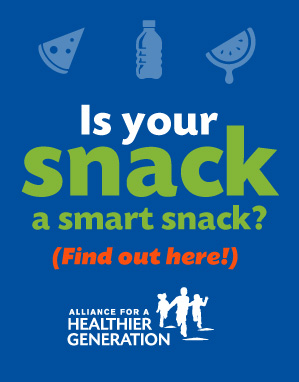 Is your
snack
a smart snack?
(Find out here!)
ALLIANCE FOR A
HEALTHIER
GENERATION